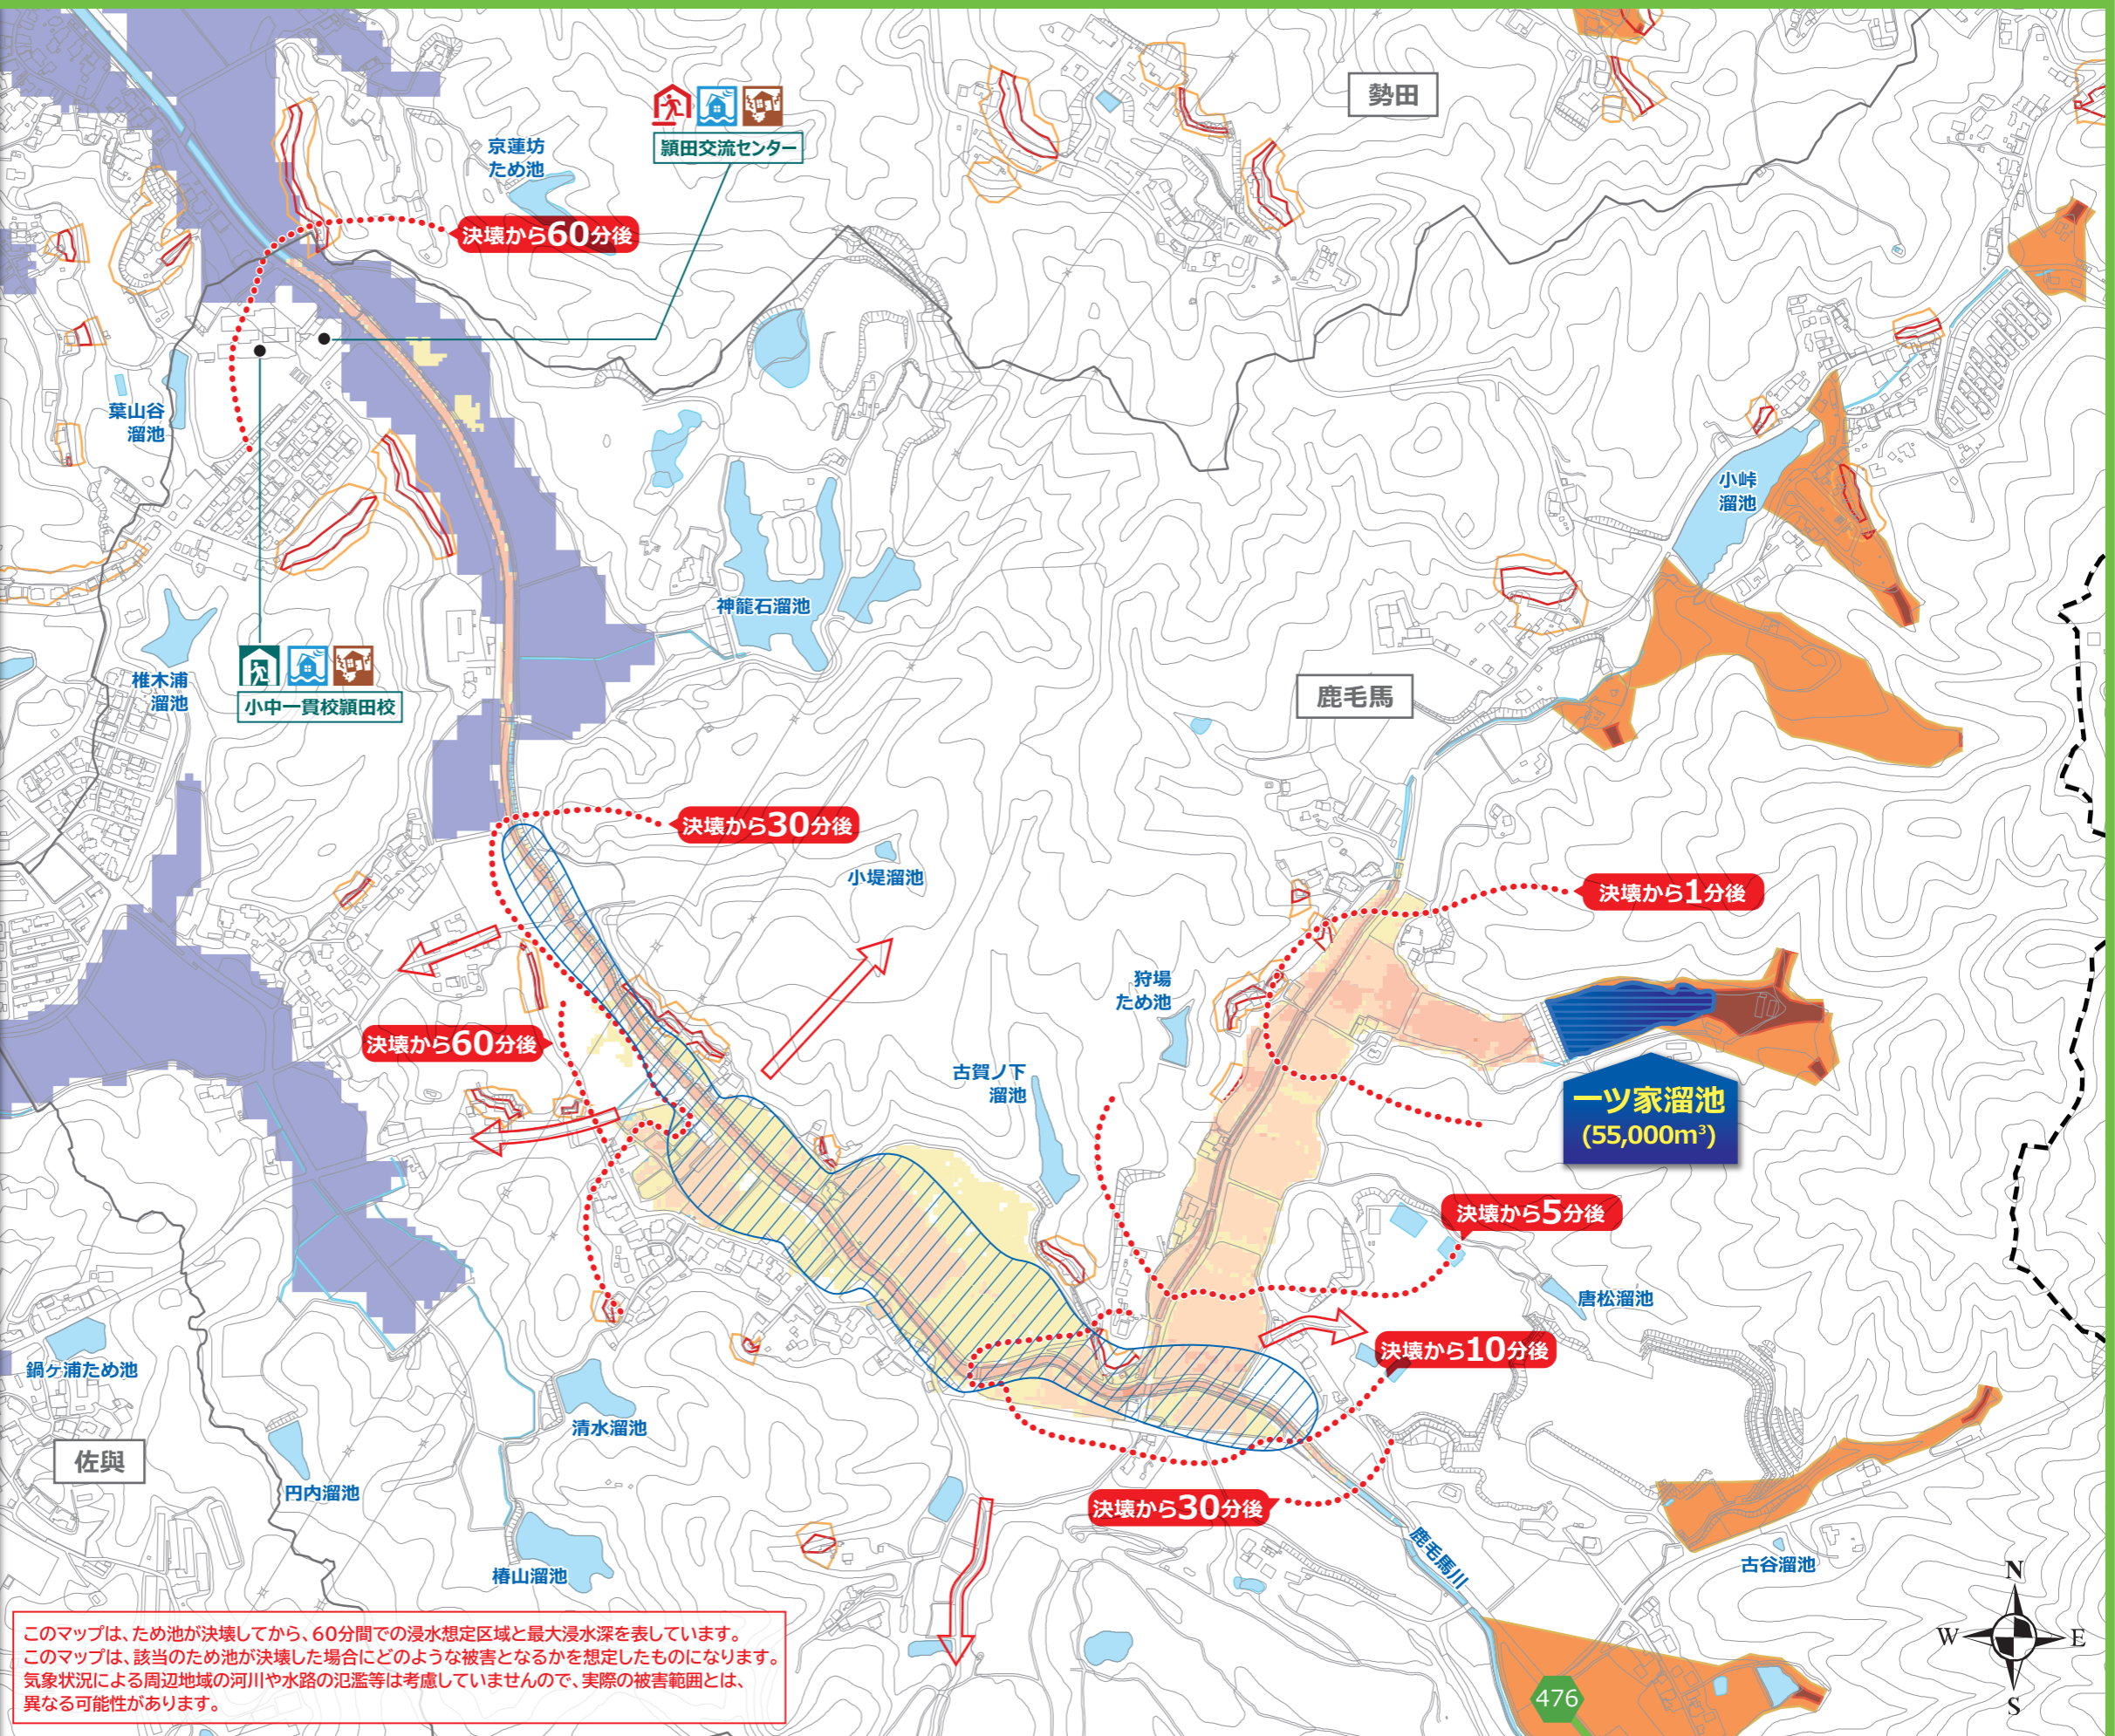 勢田
京蓮坊
ため池
頴田交流センター
決壊から60分後
葉山谷
溜池
小峠
溜池
神籠石溜池
椎木浦
溜池
小中一貫校頴田校
鹿毛馬
決壊から30分後
小堤溜池
決壊から1分後
狩場
ため池
決壊から60分後
古賀ノ下
溜池
一ツ家溜池
(55,000m³)
決壊から5分後
唐松溜池
決壊から10分後
鍋ヶ浦ため池
清水溜池
佐與
円内溜池
決壊から30分後
鹿毛馬川
椿山溜池
古谷溜池
N
W
E
S
476
このマップは、ため池が決壊してから、60分間での浸水想定区域と最大浸水深を表しています。
このマップは、該当のため池が決壊した場合にどのような被害となるかを想定したものになります。
気象状況による周辺地域の河川や水路の氾濫等は考慮していませんので、実際の被害範囲とは、
異なる可能性があります。